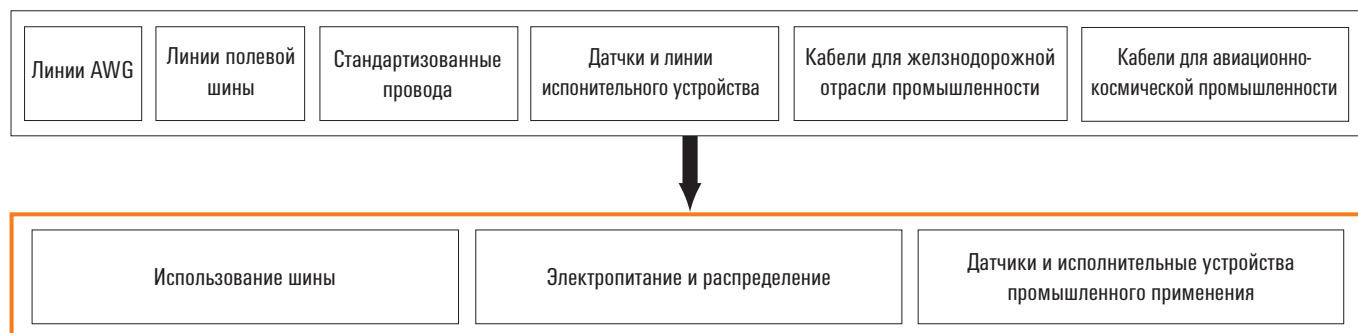 Линии AWG
Линии полевой
шины
Стандартизованные
провода
Датчки и линии
испонительного устройства
Кабели для желзнодорожной
отрасли промышленности
Кабели для авиационно-
космической промышленности
Использование шины
Электропитание и распределение
Датчики и исполнительные устройства
промышленного применения